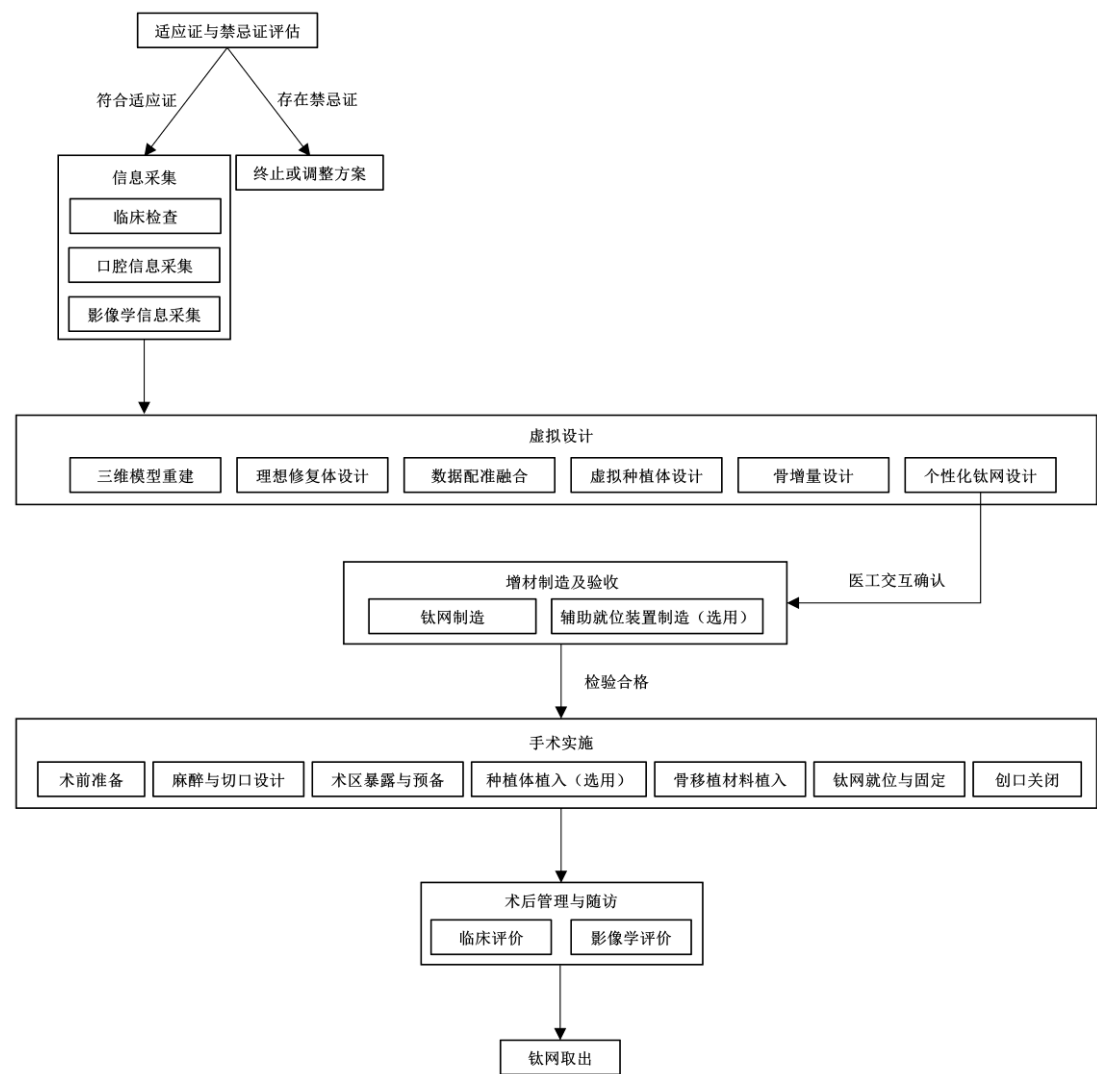 适应证与禁忌证评估
符合适应证
存在禁忌证
信息采集
终止或调整方案
临床检查
口腔信息采集
影像学信息采集
虚拟设计
三维模型重建
理想修复体设计
数据配准融合
虚拟种植体设计
骨增量设计
个性化钛网设计
医工交互确认
增材制造及验收
钛网制造
辅助就位装置制造（选用）
检验合格
手术实施
术前准备
麻醉与切口设计
术区暴露与预备
种植体植入（选用）
骨移植材料植入
钛网就位与固定
创口关闭
术后管理与随访
临床评价
影像学评价
钛网取出